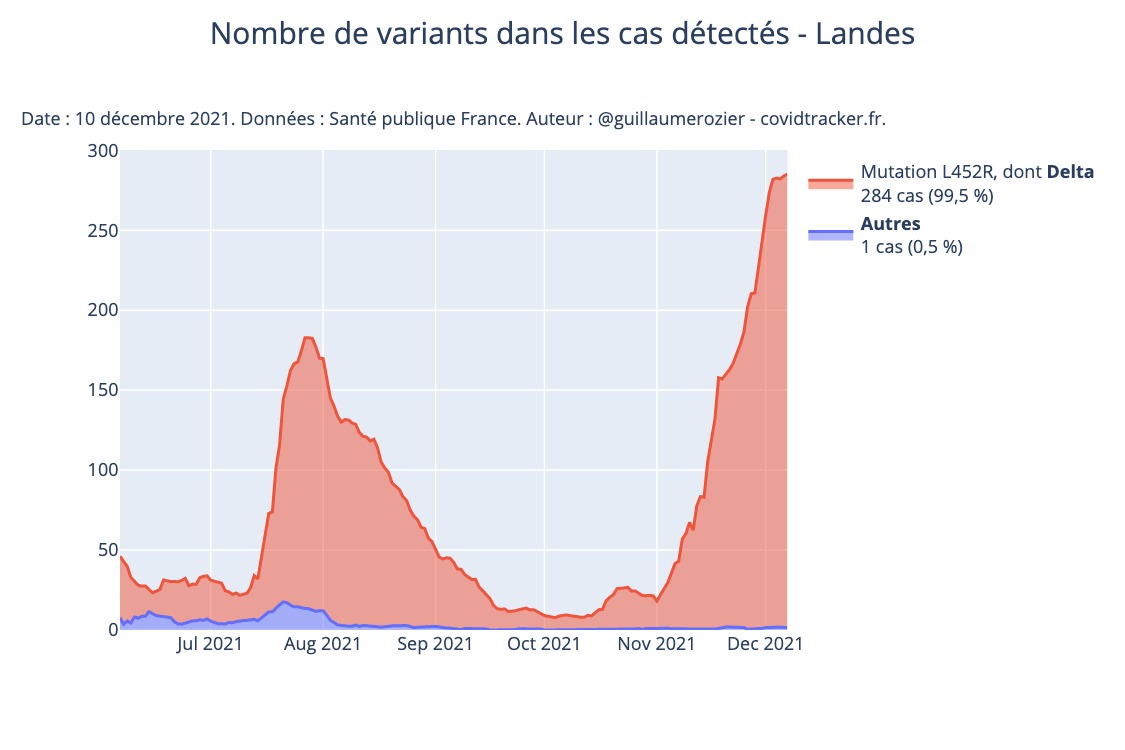 Nombre de variants dans les cas détectés - Landes
Date : 10 décembre 2021. Données : Santé publique France. Auteur : @guillaumerozier - covidtracker.fr.
300
250
200
150
100
50
0
Jul 2021
Aug 2021
Sep 2021
Oct 2021
Nov 2021
Dec 2021
Mutation L452R, dont Delta
284 cas (99,5 %)
Autres
1 cas (0,5 %)